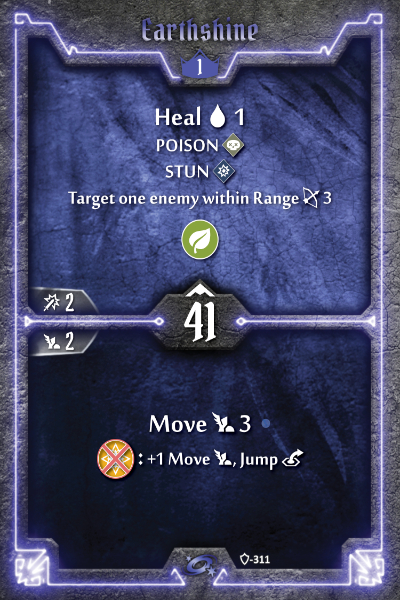 Earthshine
1
Heal 1
POISON
STUN
Target one enemy within Range 3
2
41
2
Move 3
: +1 Move , Jump
-311